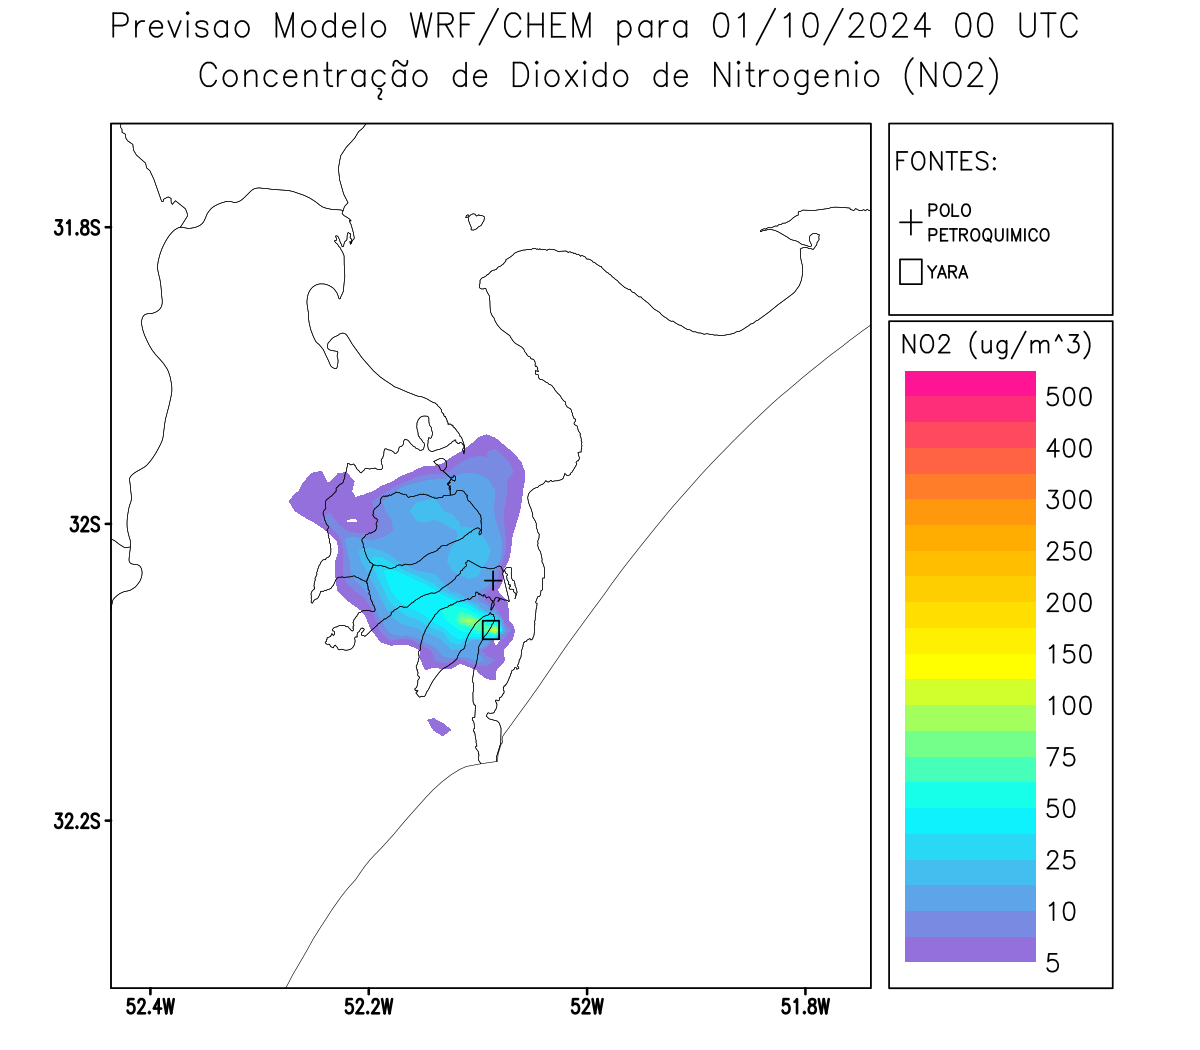 Previsao Modelo WRF/CHEM para 01/10/2024 00 UTC
Concentração de Dioxido de Nitrogenio (NO2)
FONTES:
POLO
PETROQUIMICO
YARA
31.8S
32S
32.2S
52.4W
52.2W
52W
51.8W
NO2 (ug/m^3)
500
400
300
250
200
150
100
75
50
25
10
5